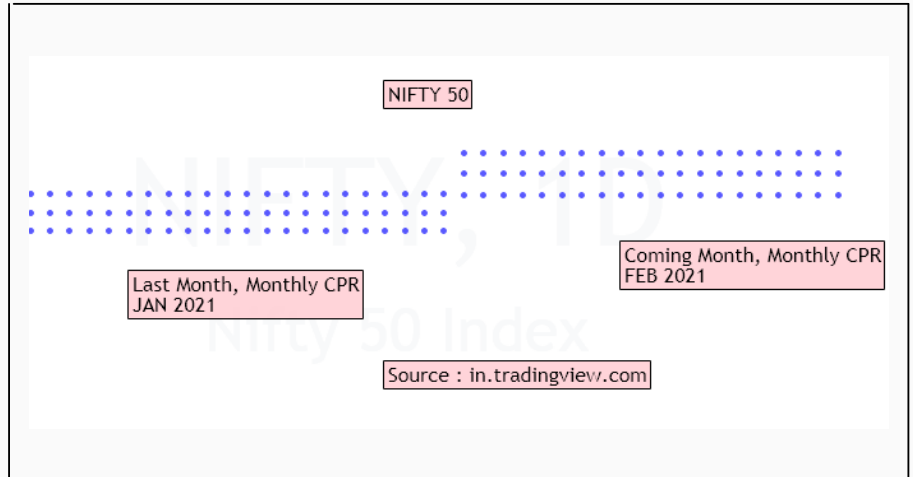 NIFTY 50
NIFTY, 1D
Coming Month, Monthly CPR
FEB 2021
Last Month, Monthly CPR
JAN 2021
Nifty 50 Index
Source : in.tradingview.com